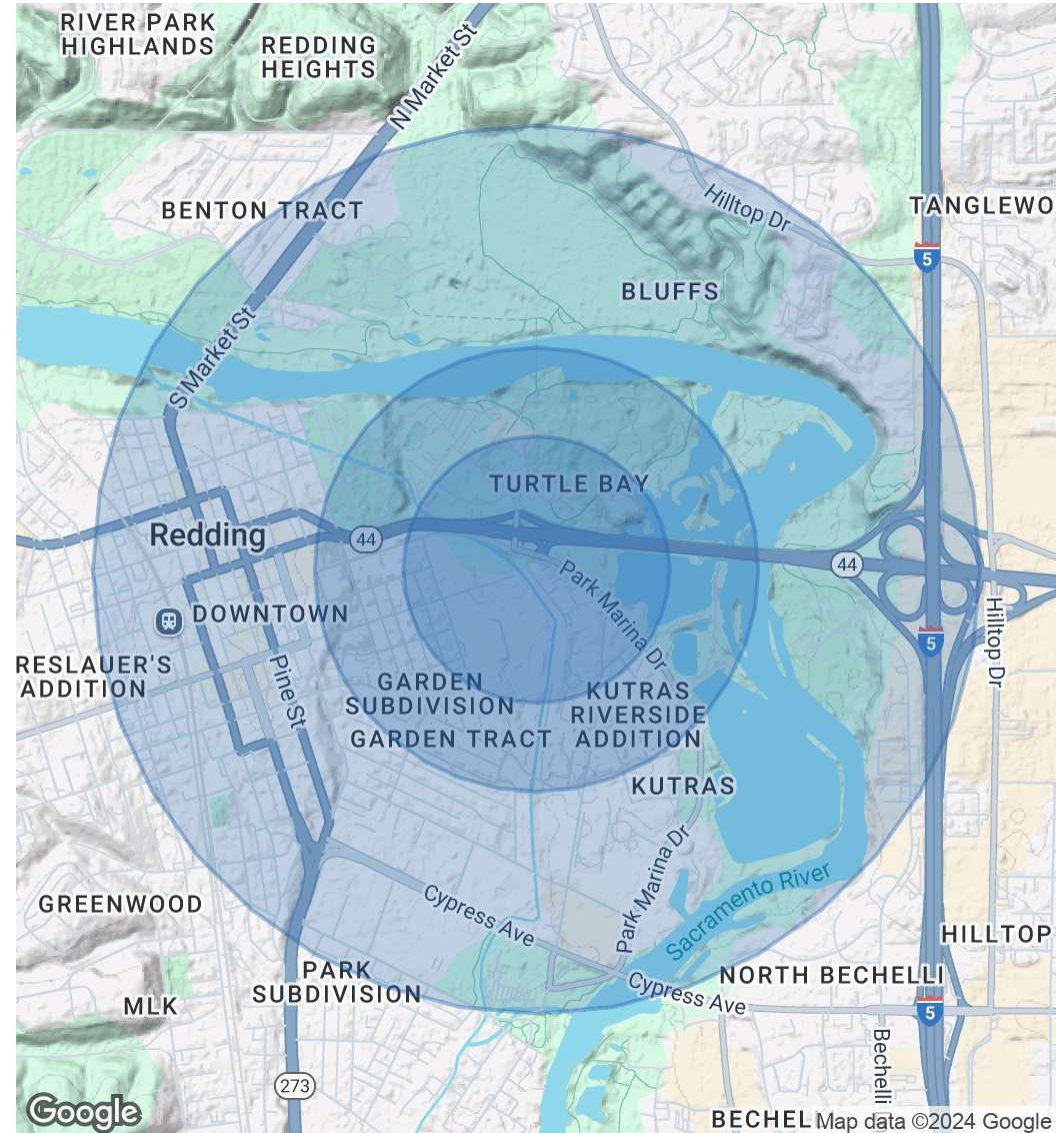 RIVER PARK
HIGHLANDS
REDDING
HEIGHTS
N Market St
BENTON TRACT
Hilltop Dr
TANGLEWO
5
BLUFFS
S Market St
TURTLE BAY
Redding
44
44
Park Marina Dr
DOWNTOWN
Hilltop Dr
5
RESLAUER'S
ADDITION
Pine St
GARDEN
SUBDIVISION
KUTRAS
RIVERSIDE
ADDITION
GARDEN TRACT
KUTRAS
Park Marina Dr
Sacramento River
GREENWOOD
Cypress Ave
HILLTOP
PARK
SUBDIVISION
NORTH BECHELLI
Cypress Ave
MLK
5
Bechelli
273
Google
BECHEL
Map data ©2024 Google